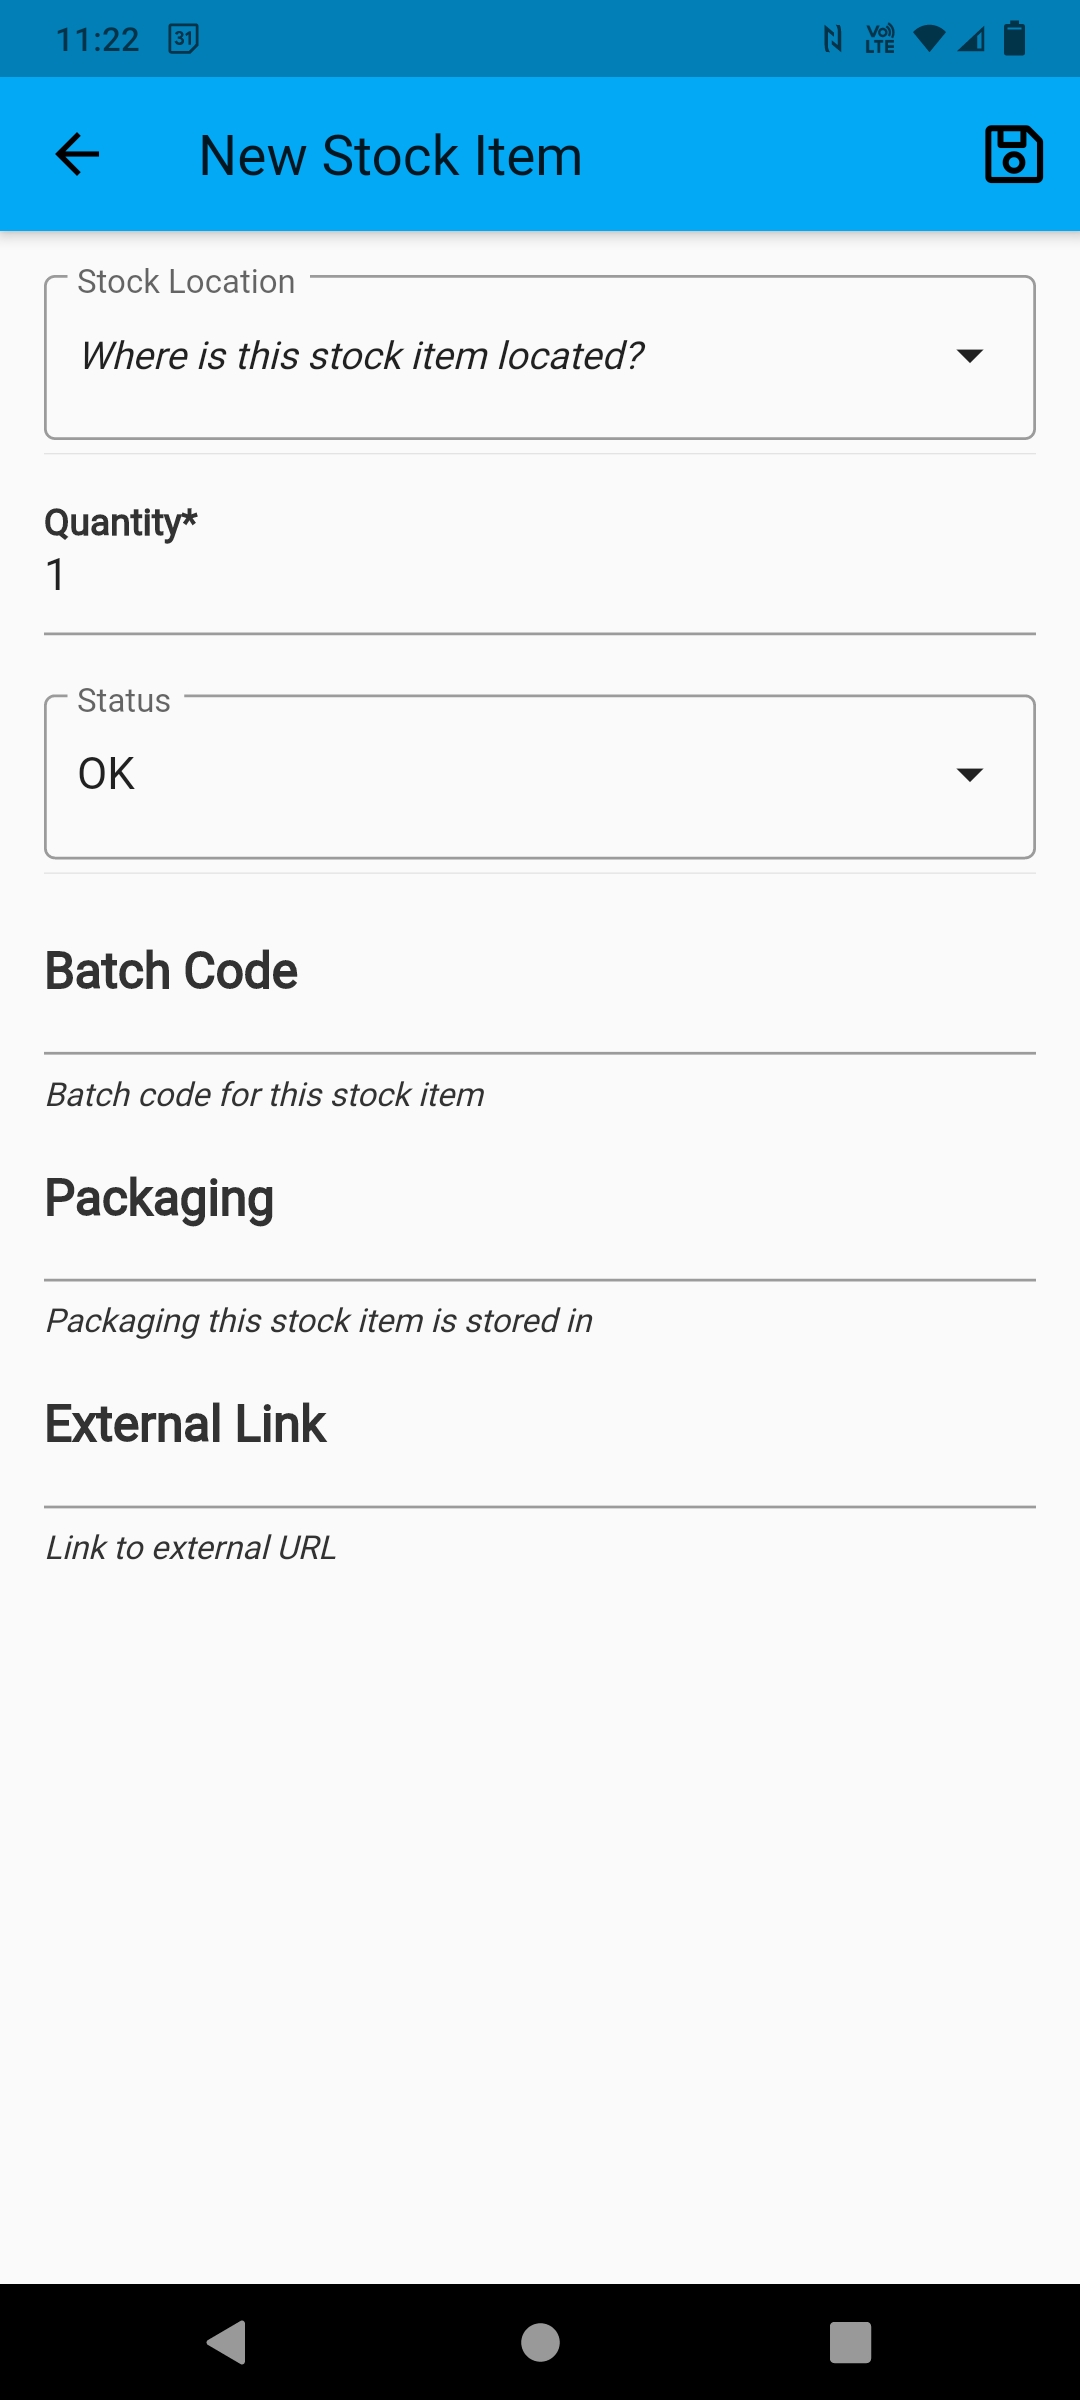 11:22 31 Vo)) LTE
New Stock Item
Stock Location
Where is this stock item located?
Quantity*
1
Status
OK
Batch Code
Batch code for this stock item
Packaging
Packaging this stock item is stored in
External Link
Link to external URL